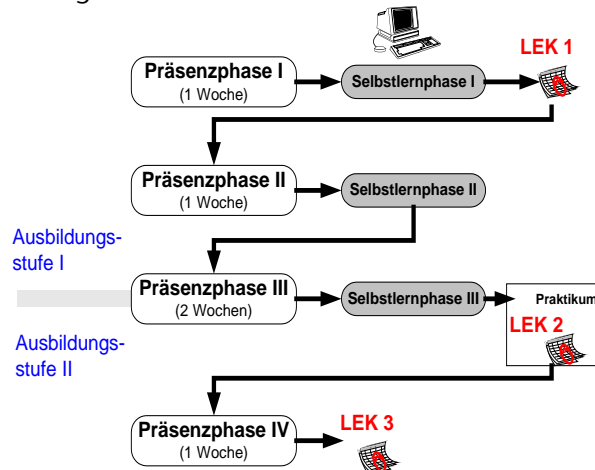 LEK 1
Präsenzphase I
(1 Woche)
Selbstlernphase I
Präsenzphase II
(1 Woche)
Selbstlernphase II
Ausbildungs-
stufe I
Präsenzphase III
(2 Wochen)
Selbstlernphase III
Praktikum
LEK 2
Ausbildungs-
stufe II
Präsenzphase IV
(1 Woche)
LEK 3